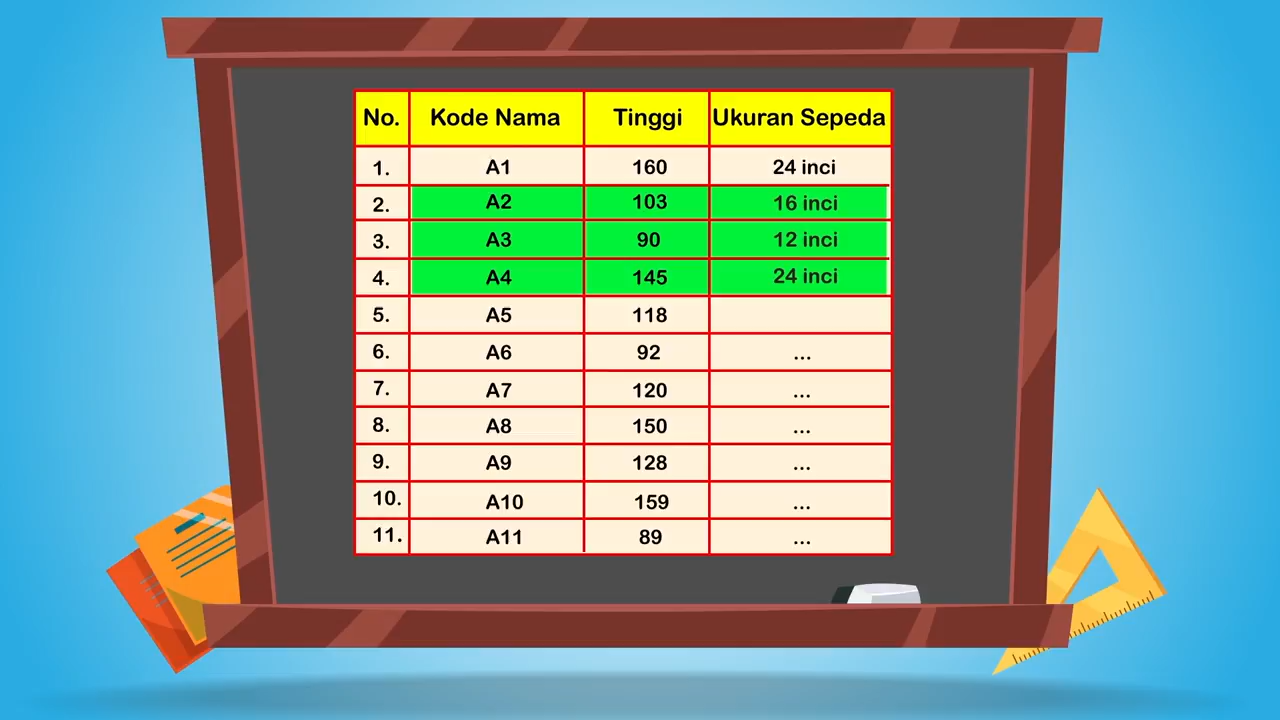 No. Kode Nama Tinggi Ukuran Sepeda
1. A1 160 24 inci
2. A2 103 16 inci
3. A3 90 12 inci
4. A4 145 24 inci
5. A5 118
6. A6 92 ...
7. A7 120 ...
8. A8 150 ...
9. A9 128 ...
10. A10 159 ...
11. A11 89 ...